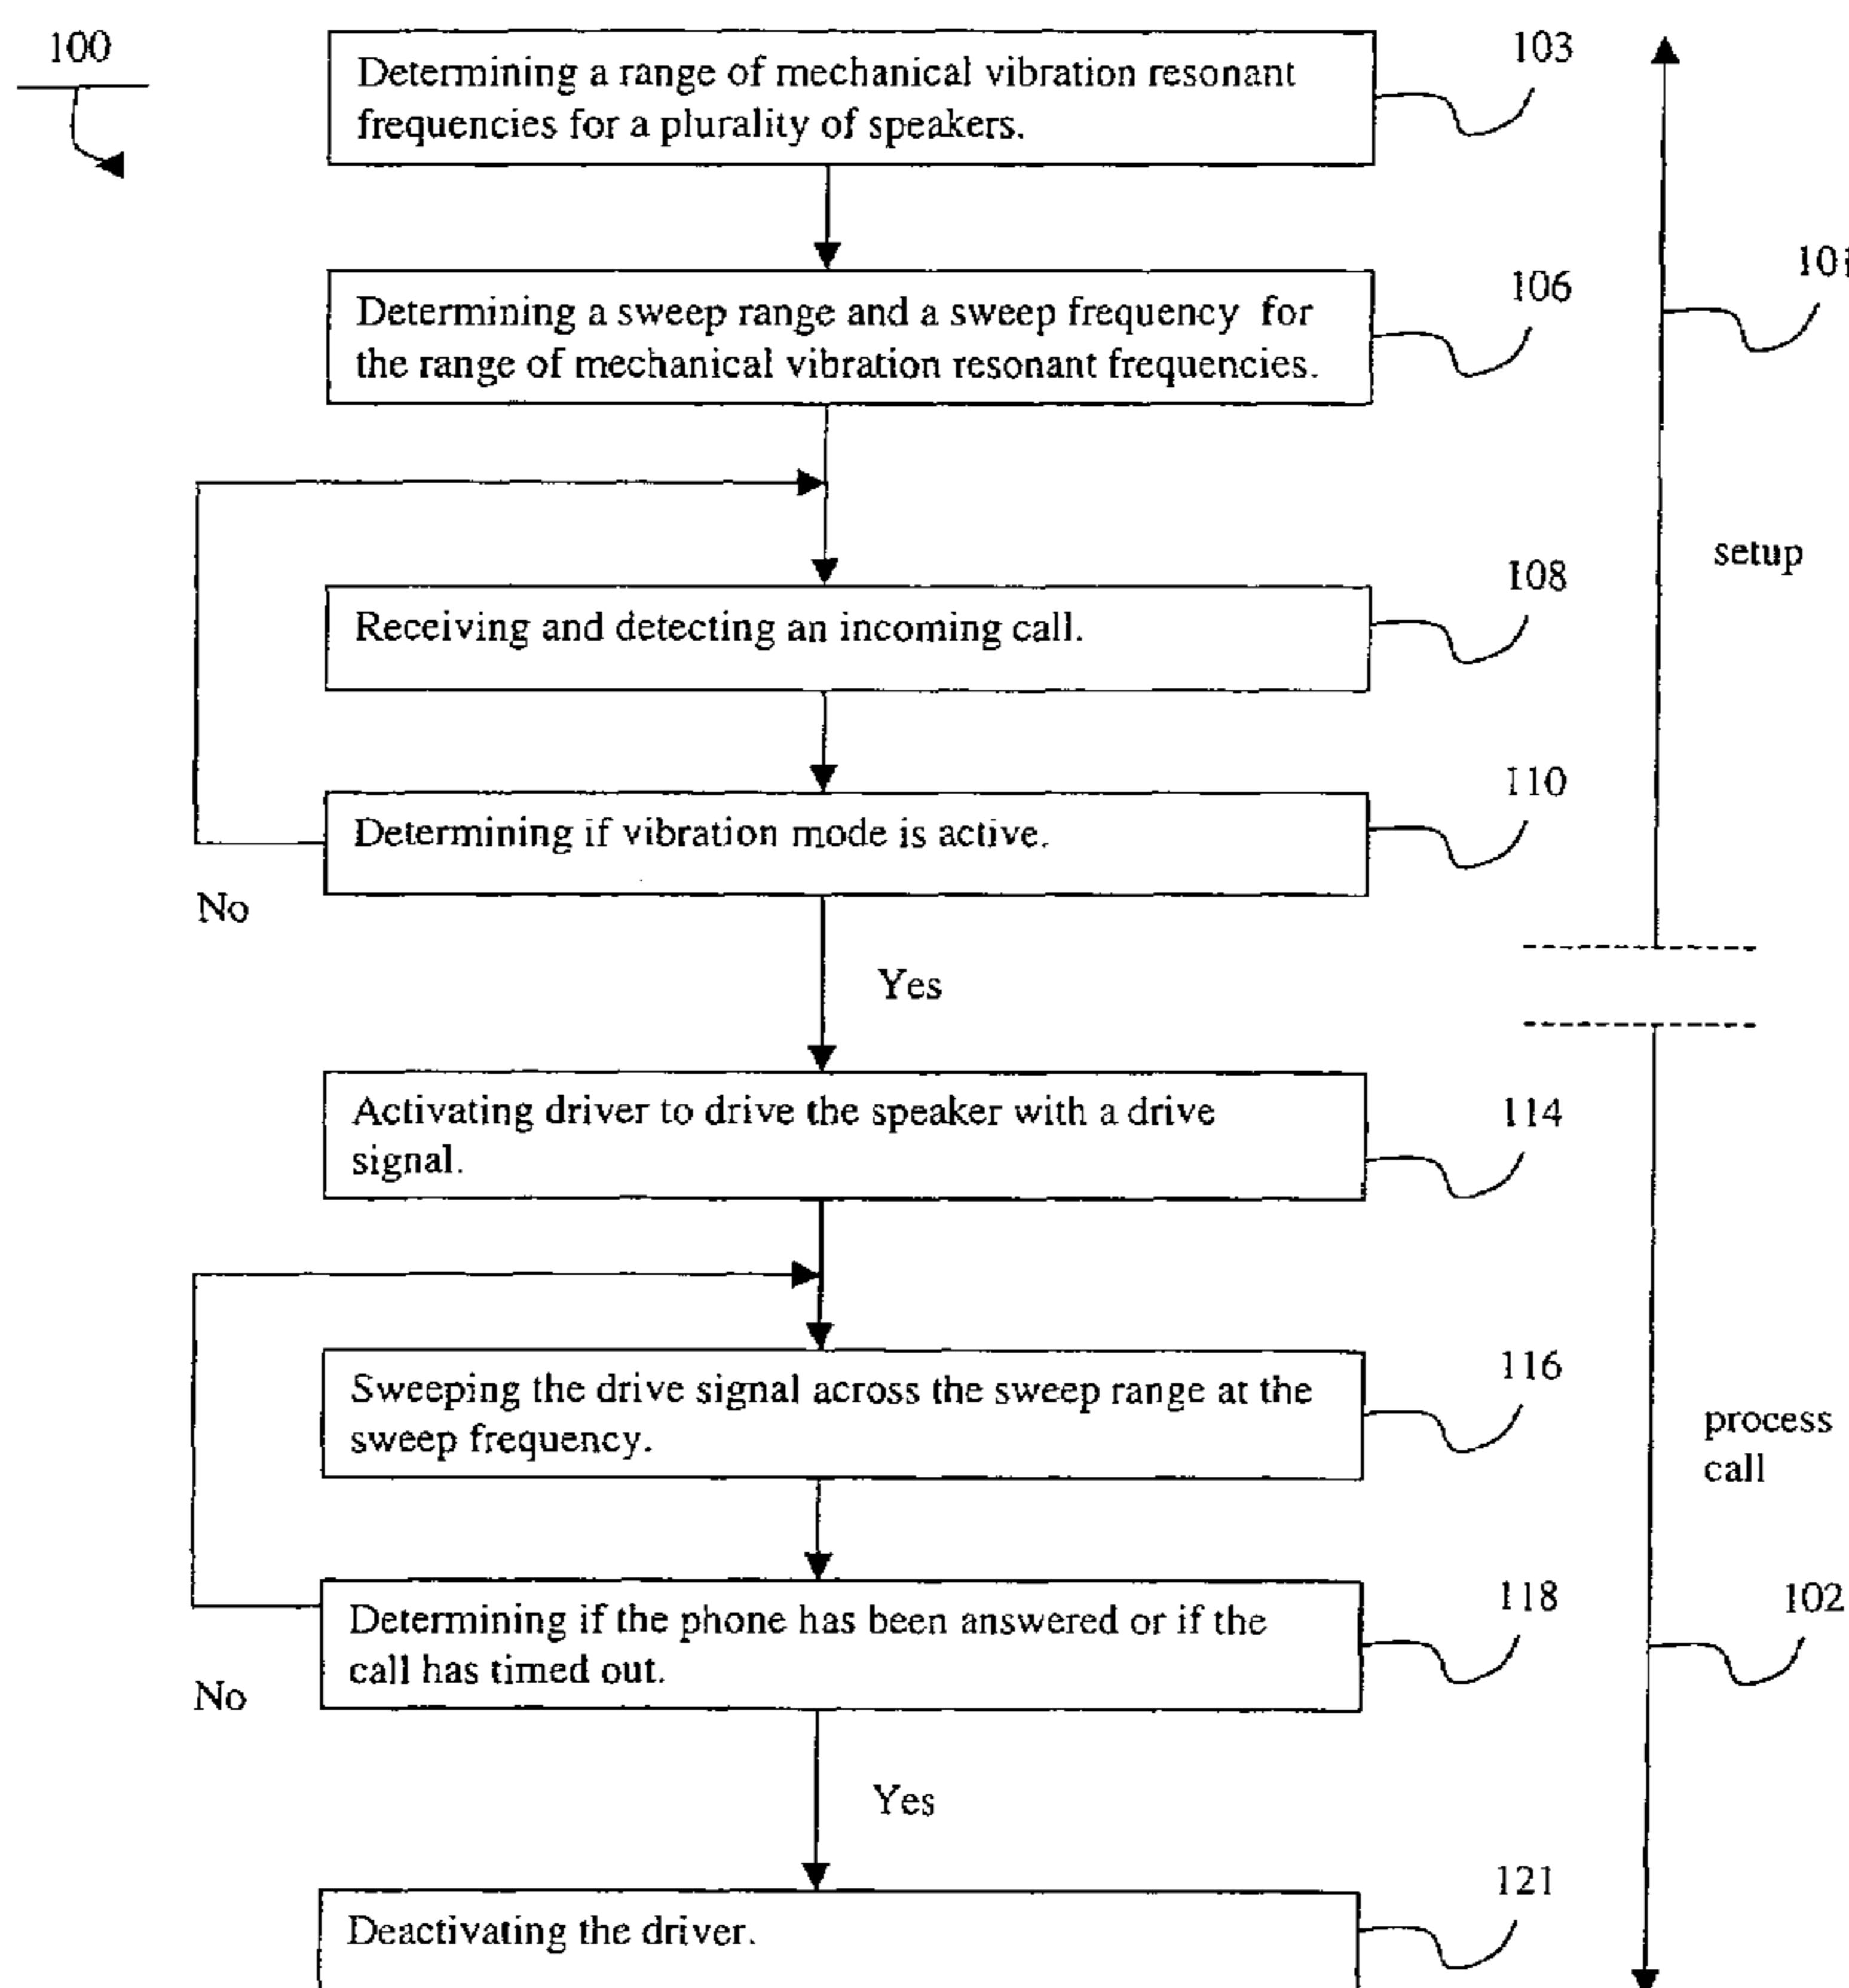 100
Determining a range of mechanical vibration resonant
frequencies for a plurality of speakers.
103
Determining a sweep range and a sweep frequency for
the range of mechanical vibration resonant frequencies.
106
101
setup
Receiving and detecting an incoming call.
108
Determining if vibration mode is active.
110
No
Yes
Activating driver to drive the speaker with a drive
signal.
114
Sweeping the drive signal across the sweep range at the
sweep frequency.
116
process
call
Determining if the phone has been answered or if the
call has timed out.
118
102
No
Yes
Deactivating the driver.
121